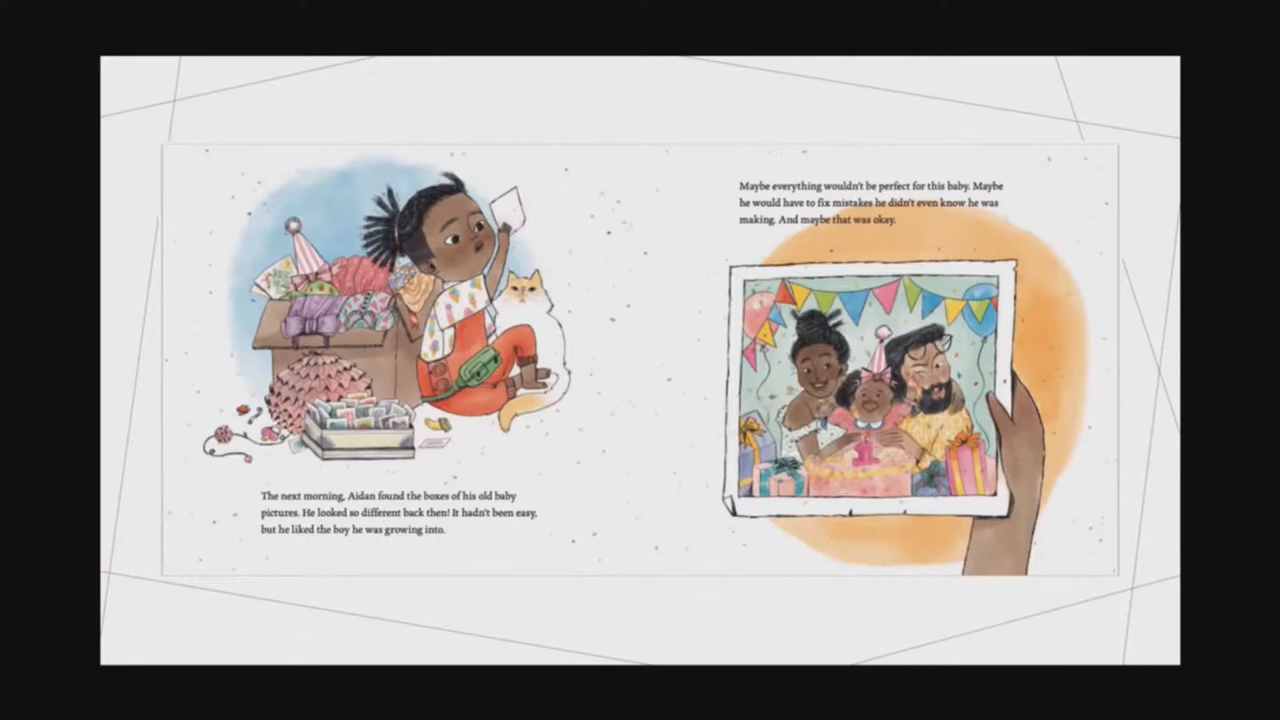 The next morning, Aidan found the boxes of his old baby
pictures. He looked so different back then! It hadn't been easy,
but he liked the boy he was growing into.
Maybe everything wouldn't be perfect for this baby. Maybe
he would have to fix mistakes he didn't even know he was
making. And maybe that was okay.
1